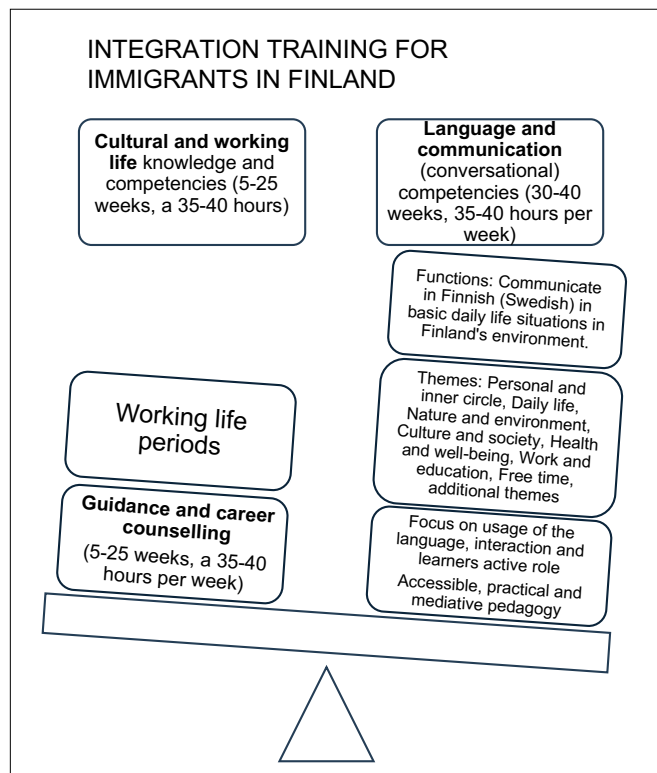 INTEGRATION TRAINING FOR
IMMIGRANTS IN FINLAND
Cultural and working
life knowledge and
competencies (5-25
weeks, a 35-40 hours)
Language and
communication
(conversational)
competencies (30-40
weeks, 35-40 hours per
week)
Functions: Communicate
in Finnish (Swedish) in
basic daily life situations in
Finland's environment.
Themes: Personal and
inner circle, Daily life,
Nature and environment,
Culture and society, Health
and well-being, Work and
education, Free time,
additional themes
Working life
periods
Guidance and career
counselling
(5-25 weeks, a 35-40
hours per week)
Focus on usage of the
language, interaction and
learners active role
Accessible, practical and
mediative pedagogy